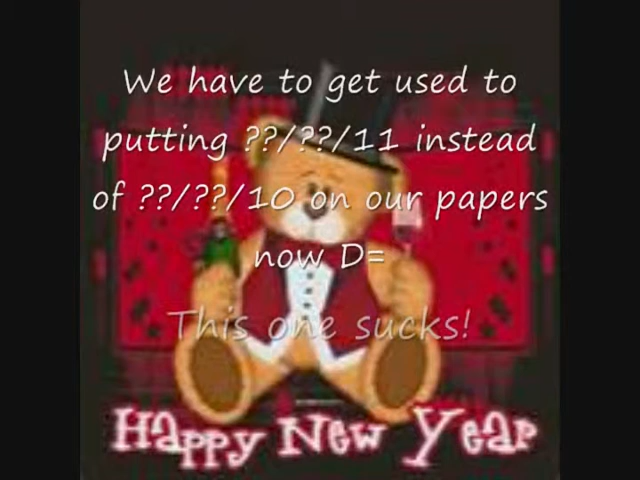 We have to get used to
putting ??/??/11 instead
of ??/??/10 on our papers
now D=
This one sucks!
Happy New Year